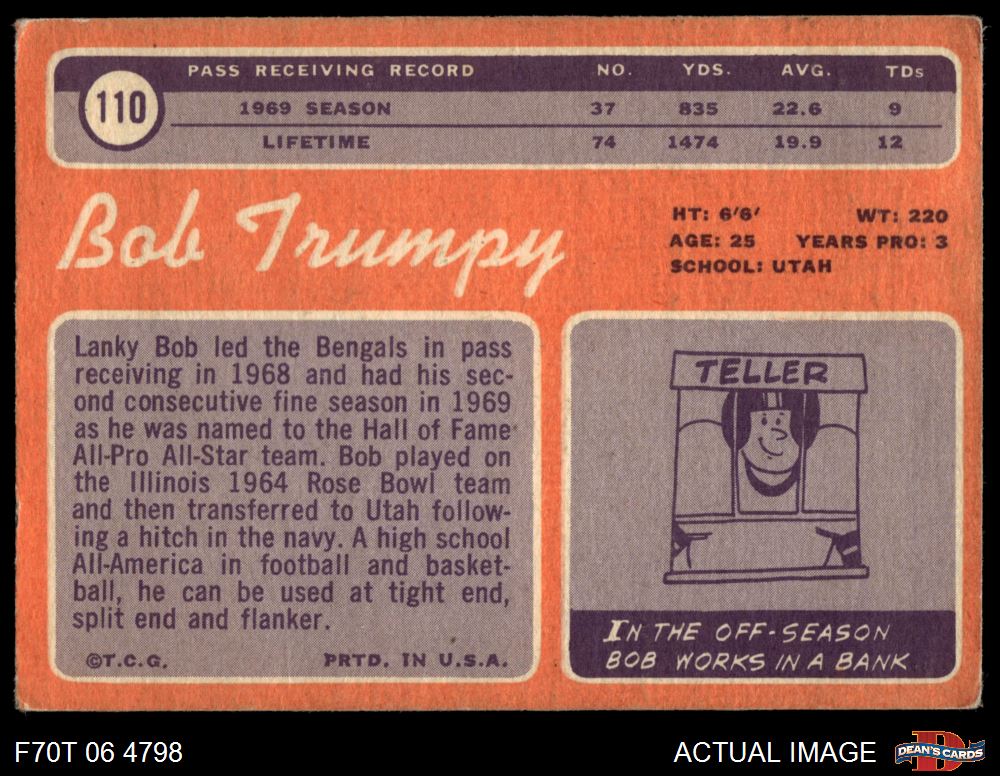 110
PASS RECEIVING RECORD NO. YDS. AVG. TDs
1969 SEASON 37 835 22.6 9
LIFETIME 74 1474 19.9 12
Bob Trumpy
HT: 6'6' WT: 220
AGE: 25 YEARS PRO: 3
SCHOOL: UTAH
Lanky Bob led the Bengals in pass
receiving in 1968 and had his sec-
ond consecutive fine season in 1969
as he was named to the Hall of Fame
All-Pro All-Star team. Bob played on
the Illinois 1964 Rose Bowl team
and then transferred to Utah follow-
ing a hitch in the navy. A high school
All-America in football and basket-
ball, he can be used at tight end,
split end and flanker.
©T.C.G. PRTD. IN U.S.A.
TELLER
IN THE OFF-SEASON
BOB WORKS IN A BANK
F70T 06 4798 ACTUAL IMAGE D DEAN'S CARDS